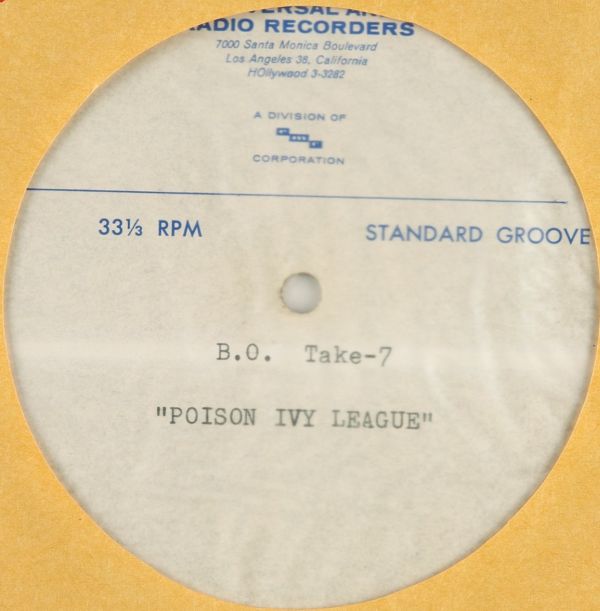 RADIO RECORDERS
7000 Santa Monica Boulevard
Los Angeles 38, California
HOllywood 3-3282
A DIVISION OF
CORPORATION
33⅓ RPM
STANDARD GROOVE
B.O. Take-7
"POISON IVY LEAGUE"